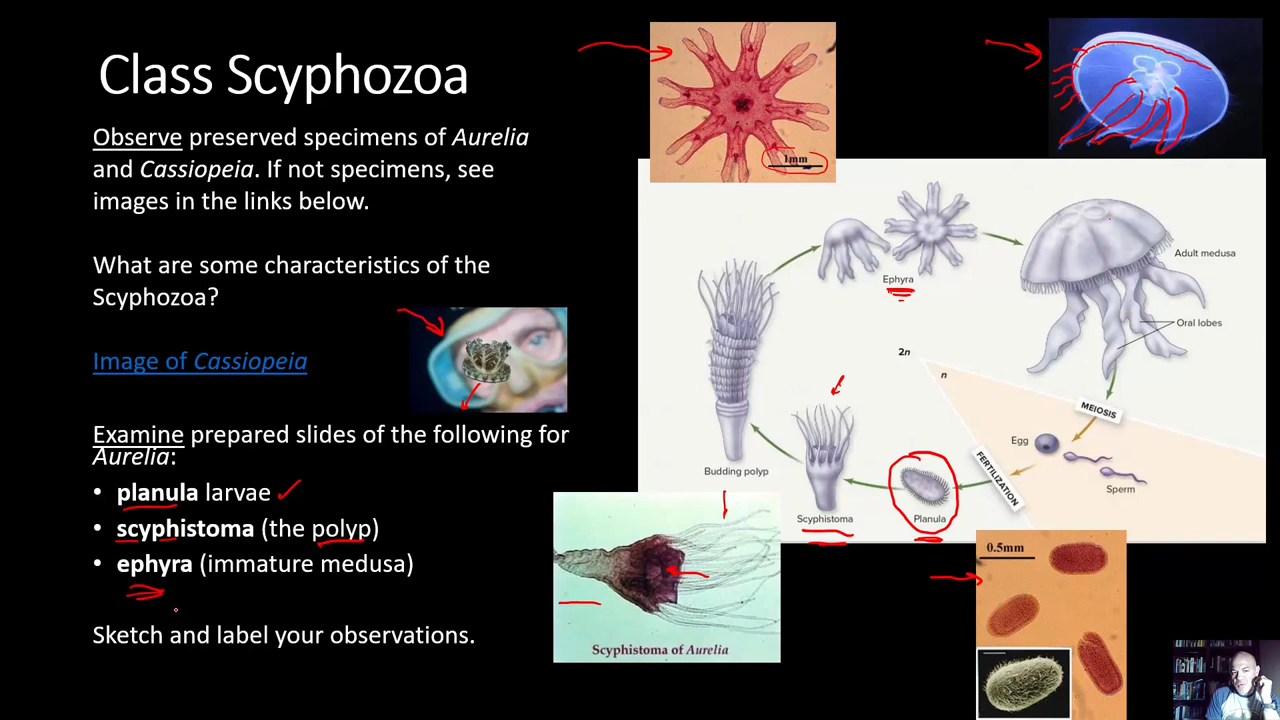 Class Scyphozoa
Observe preserved specimens of Aurelia
and Cassiopeia. If not specimens, see
images in the links below.
What are some characteristics of the
Scyphozoa?
Image of Cassiopeia
Examine prepared slides of the following for
Aurelia:
• planula larvae
• scyphistoma (the polyp)
• ephyra (immature medusa)
Sketch and label your observations.
1mm
Ephyra
Adult medusa
Oral lobes
2n
n
MEIOSIS
Egg
Sperm
FERTILIZATION
Budding polyp
Scyphistoma
Planula
Scyphistoma of Aurelia
0.5mm